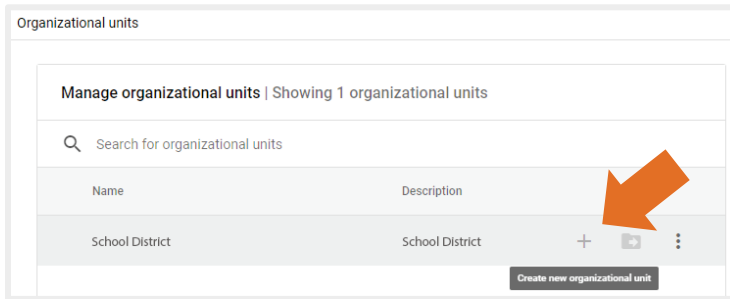 Organizational units
Manage organizational units | Showing 1 organizational units
Search for organizational units
Name Description
School District School District
Create new organizational unit